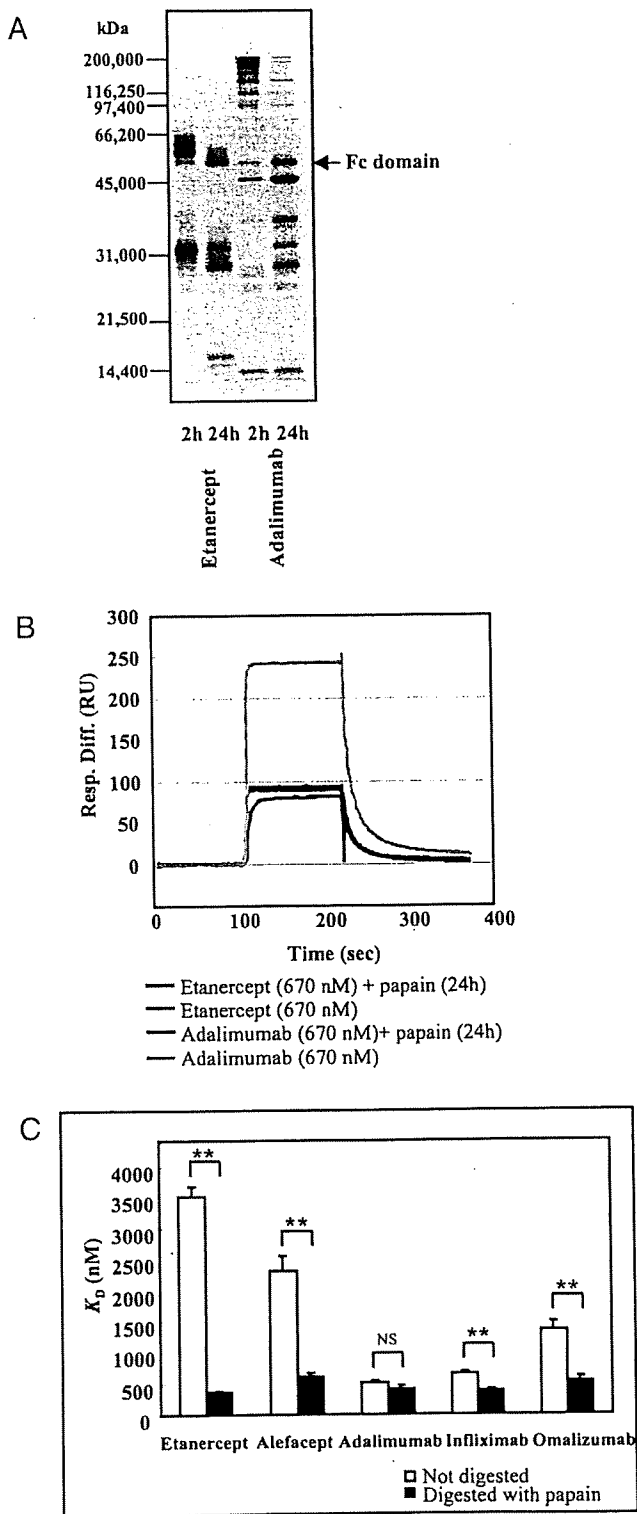 A
kDa
200,000
116,250
97,400
66,200
Fc domain
45,000
31,000
21,500
14,400
2h 24h 2h 24h
Etanercept
Adalimumab
B
300
250
200
150
100
50
0
Resp. Diff. (RU)
0 100 200 300 400
Time (sec)
Etanercept (670 nM) + papain (24h)
Etanercept (670 nM)
Adalimumab (670 nM)+ papain (24h)
Adalimumab (670 nM)
C
4000
3500
3000
2500
2000
1500
1000
500
0
KD (nM)
**
**
NS
**
**
Etanercept Alefacept Adalimumab Infliximab Omalizumab
Not digested
Digested with papain